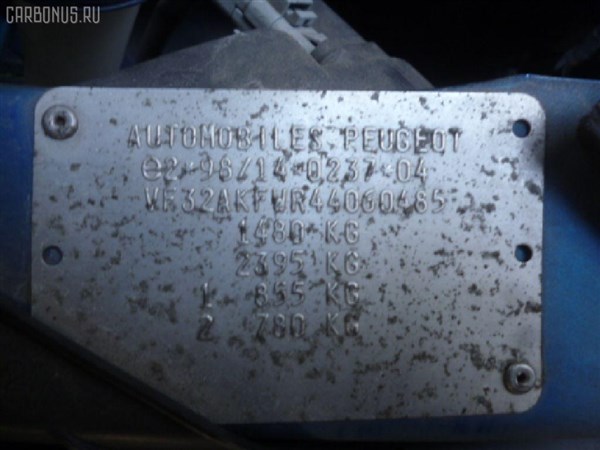 CARBONUS.RU
AUTOMOBILES PEUGEOT
e2*98/14*0237*04
VF32AKFWR44060485
1480 KG
2395 KG
1 855 KG
2 780 KG